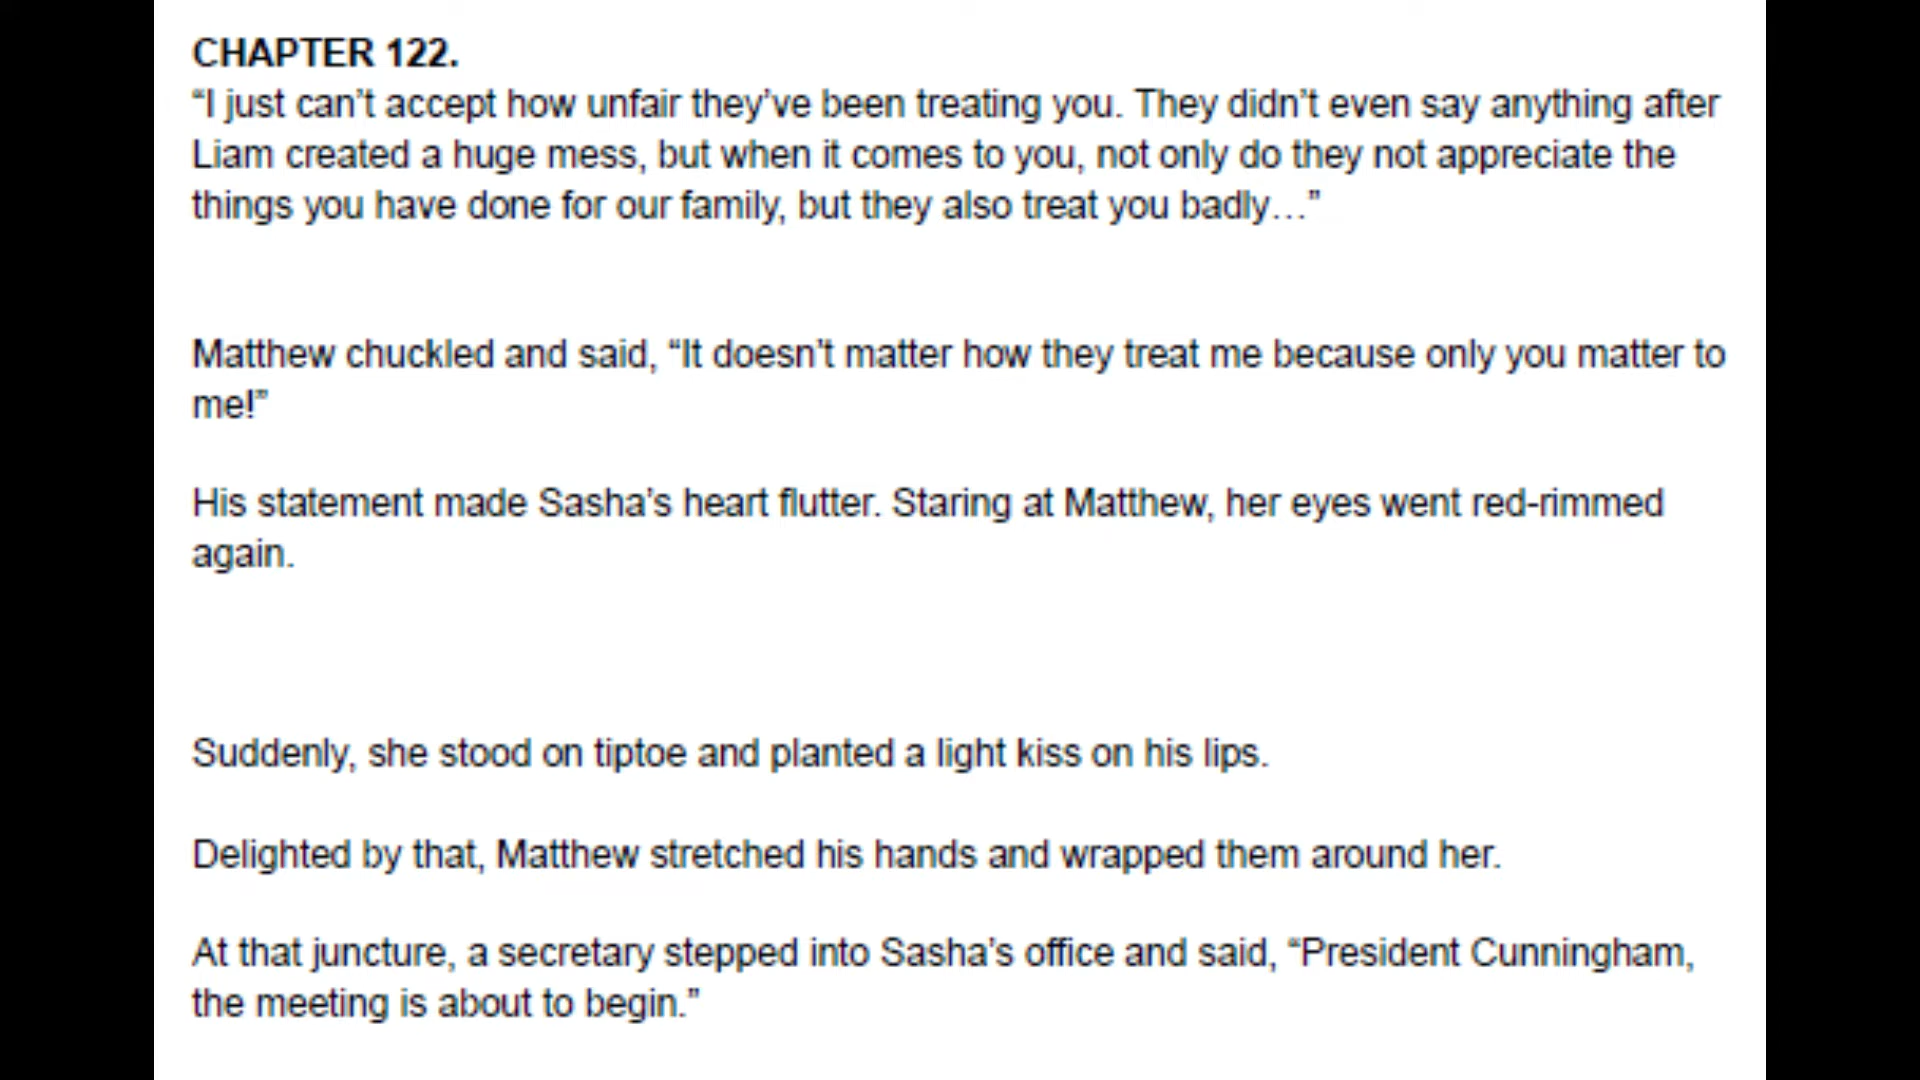 CHAPTER 122.
“I just can’t accept how unfair they’ve been treating you. They didn’t even say anything after
Liam created a huge mess, but when it comes to you, not only do they not appreciate the
things you have done for our family, but they also treat you badly…”
Matthew chuckled and said, “It doesn’t matter how they treat me because only you matter to
me!”
His statement made Sasha’s heart flutter. Staring at Matthew, her eyes went red-rimmed
again.
Suddenly, she stood on tiptoe and planted a light kiss on his lips.
Delighted by that, Matthew stretched his hands and wrapped them around her.
At that juncture, a secretary stepped into Sasha’s office and said, “President Cunningham,
the meeting is about to begin.”